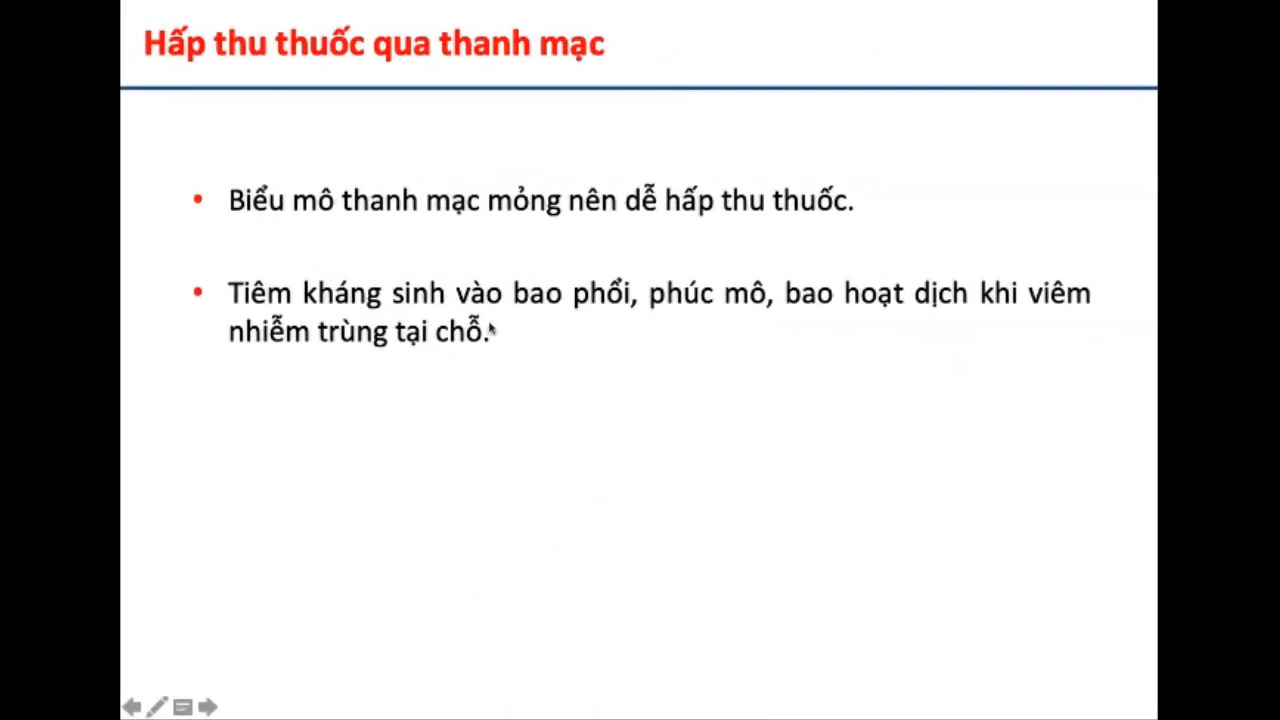 Hấp thu thuốc qua thanh mạc
• Biểu mô thanh mạc mỏng nên dễ hấp thu thuốc.
• Tiêm kháng sinh vào bao phổi, phúc mô, bao hoạt dịch khi viêm
nhiễm trùng tại chỗ.